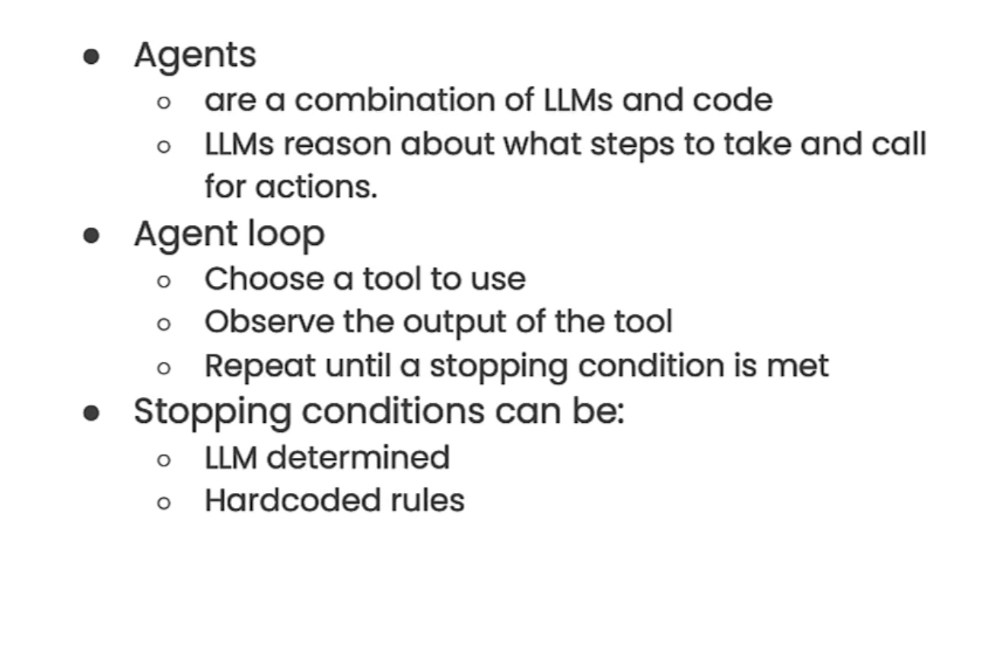 ● Agents
○ are a combination of LLMs and code
○ LLMs reason about what steps to take and call
for actions.
● Agent loop
○ Choose a tool to use
○ Observe the output of the tool
○ Repeat until a stopping condition is met
● Stopping conditions can be:
○ LLM determined
○ Hardcoded rules